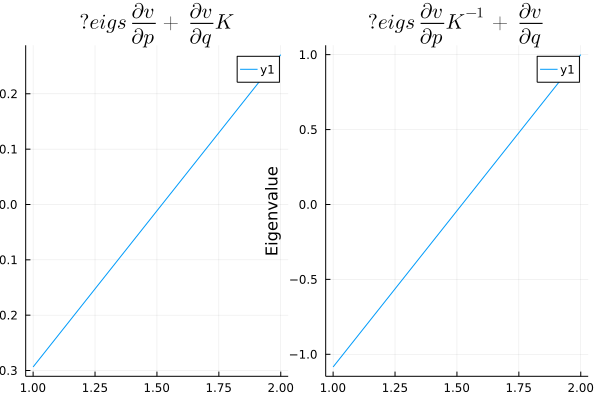 ?eigs ∂v/∂p + ∂v/∂q K
?eigs ∂v/∂p K⁻¹ + ∂v/∂q
y1
0.2
0.1
0.0
0.1
0.2
0.3
1.00 1.25 1.50 1.75 2.00
y1
Eigenvalue
1.0
0.5
0.0
−0.5
−1.0
1.00 1.25 1.50 1.75 2.00